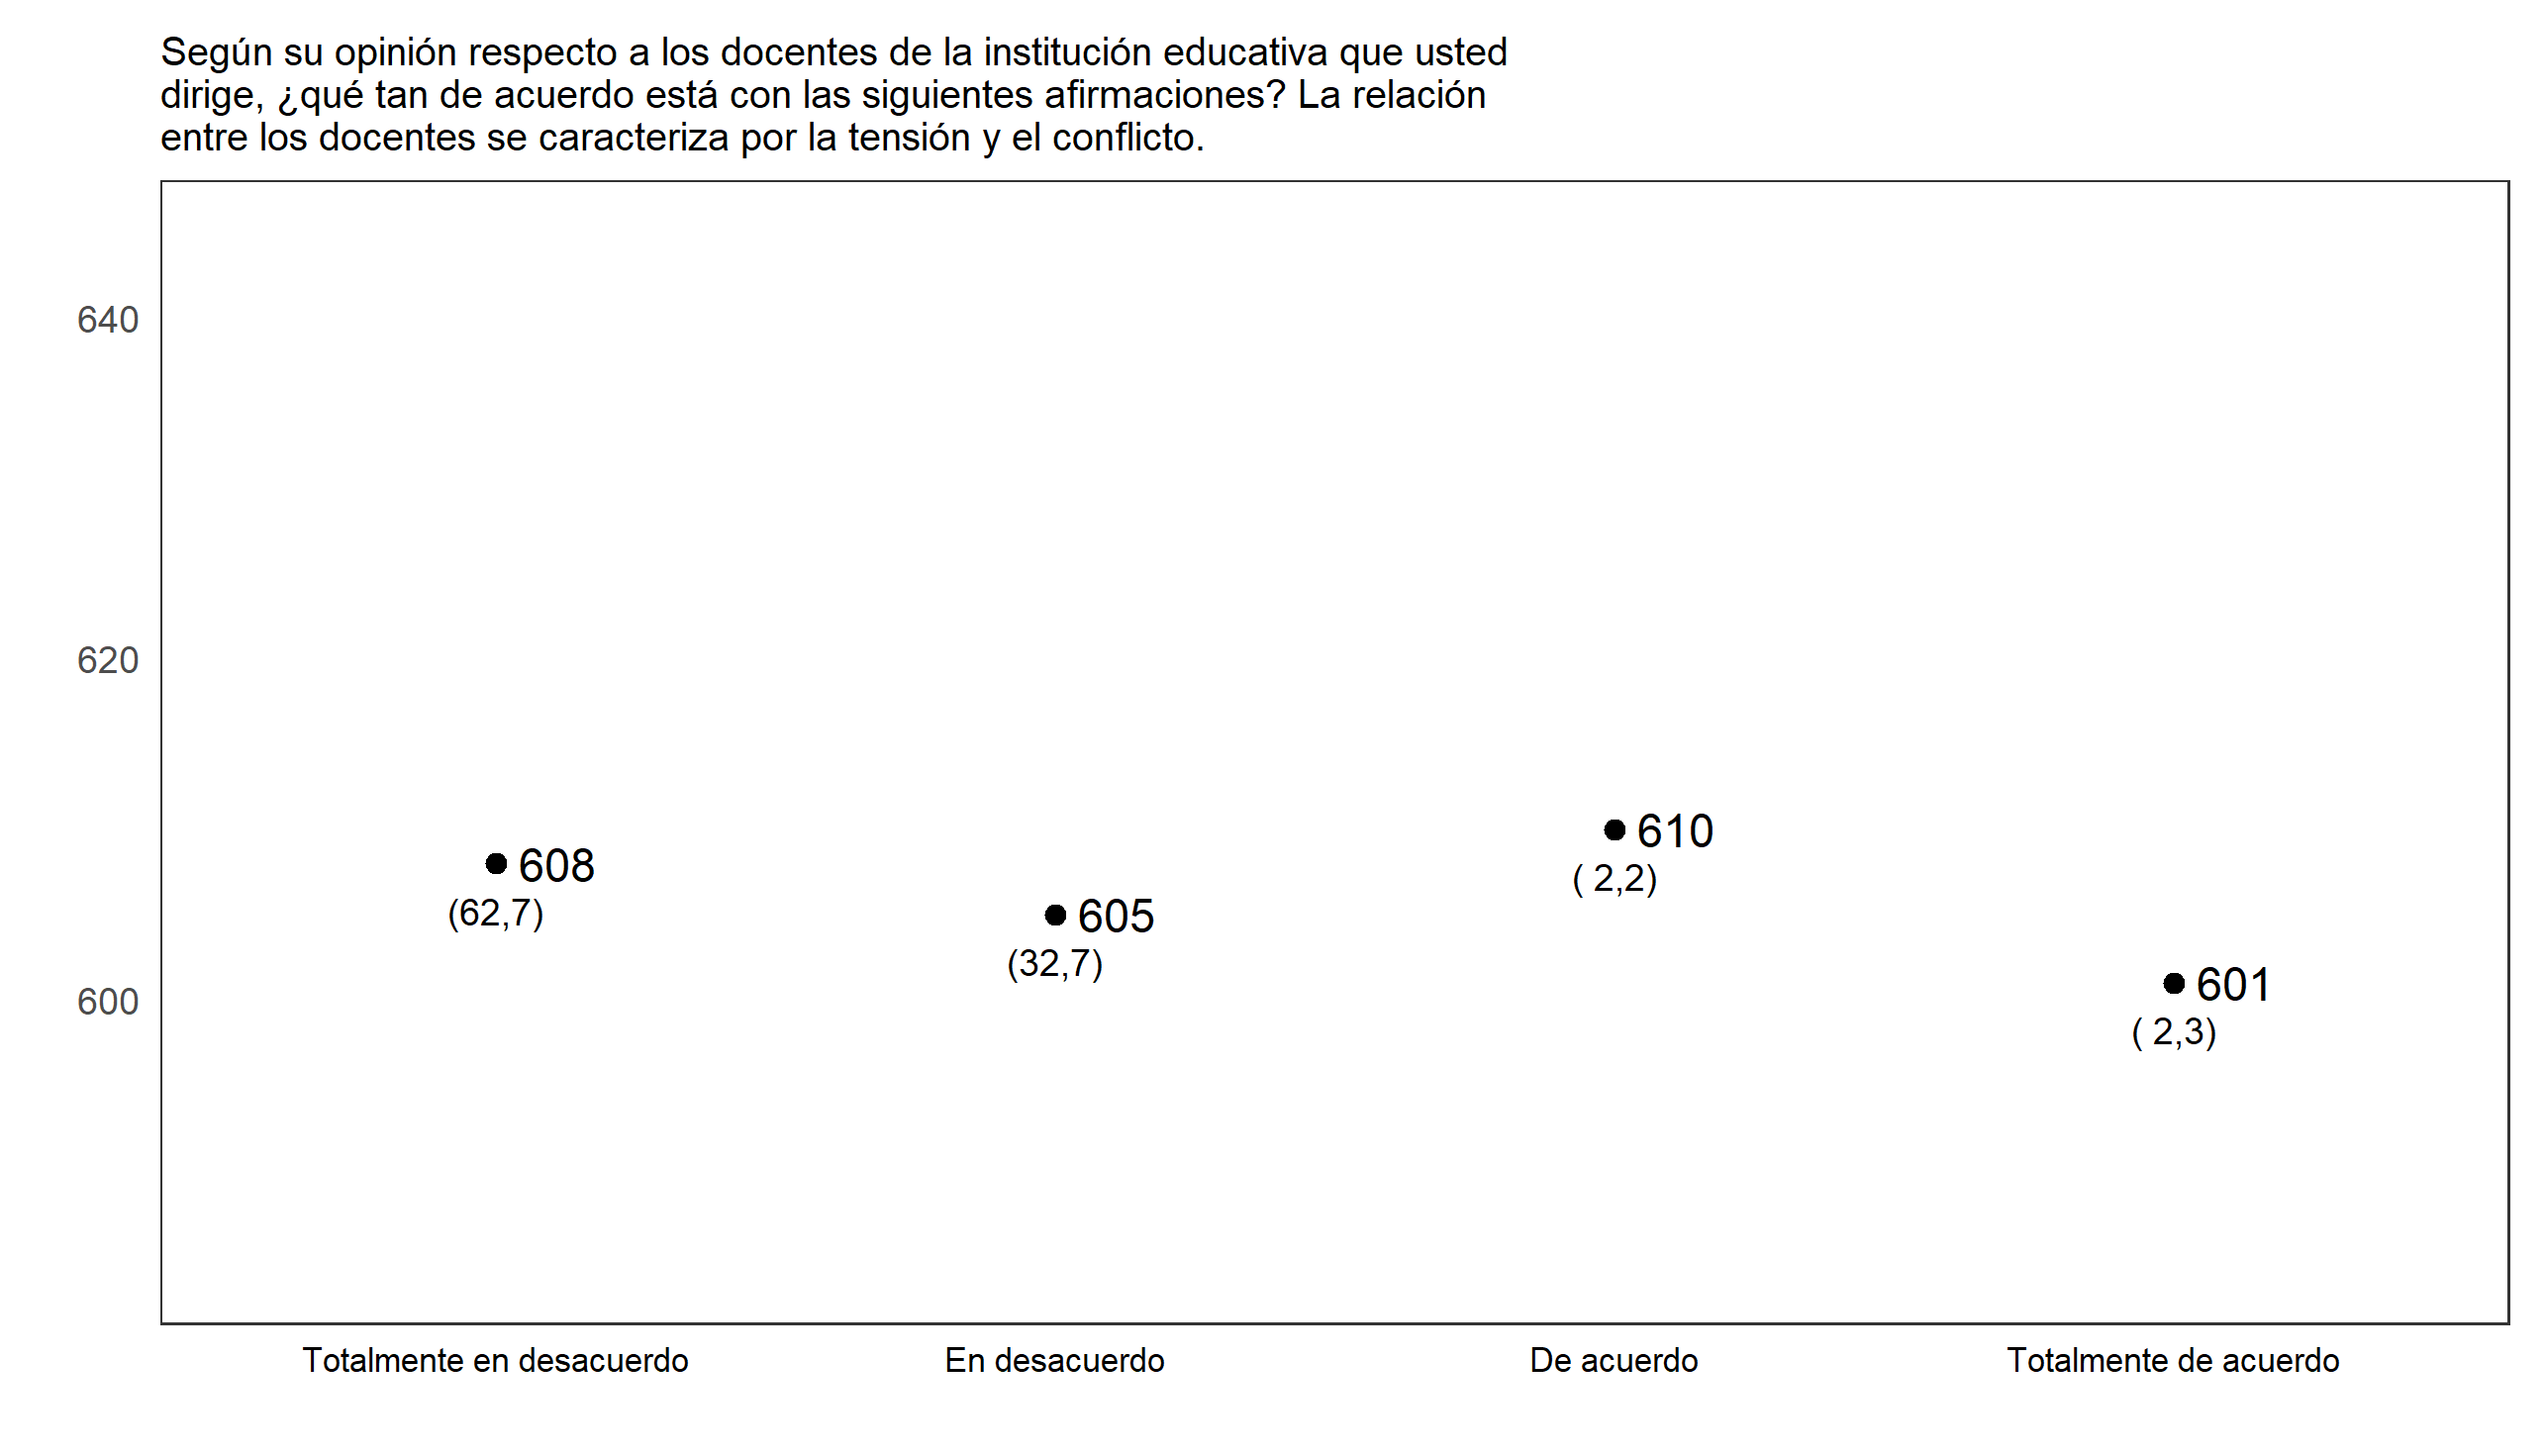 Según su opinión respecto a los docentes de la institución educativa que usted
dirige, ¿qué tan de acuerdo está con las siguientes afirmaciones? La relación
entre los docentes se caracteriza por la tensión y el conflicto.
640
620
600
608
(62,7)
605
(32,7)
610
( 2,2)
601
( 2,3)
Totalmente en desacuerdo
En desacuerdo
De acuerdo
Totalmente de acuerdo